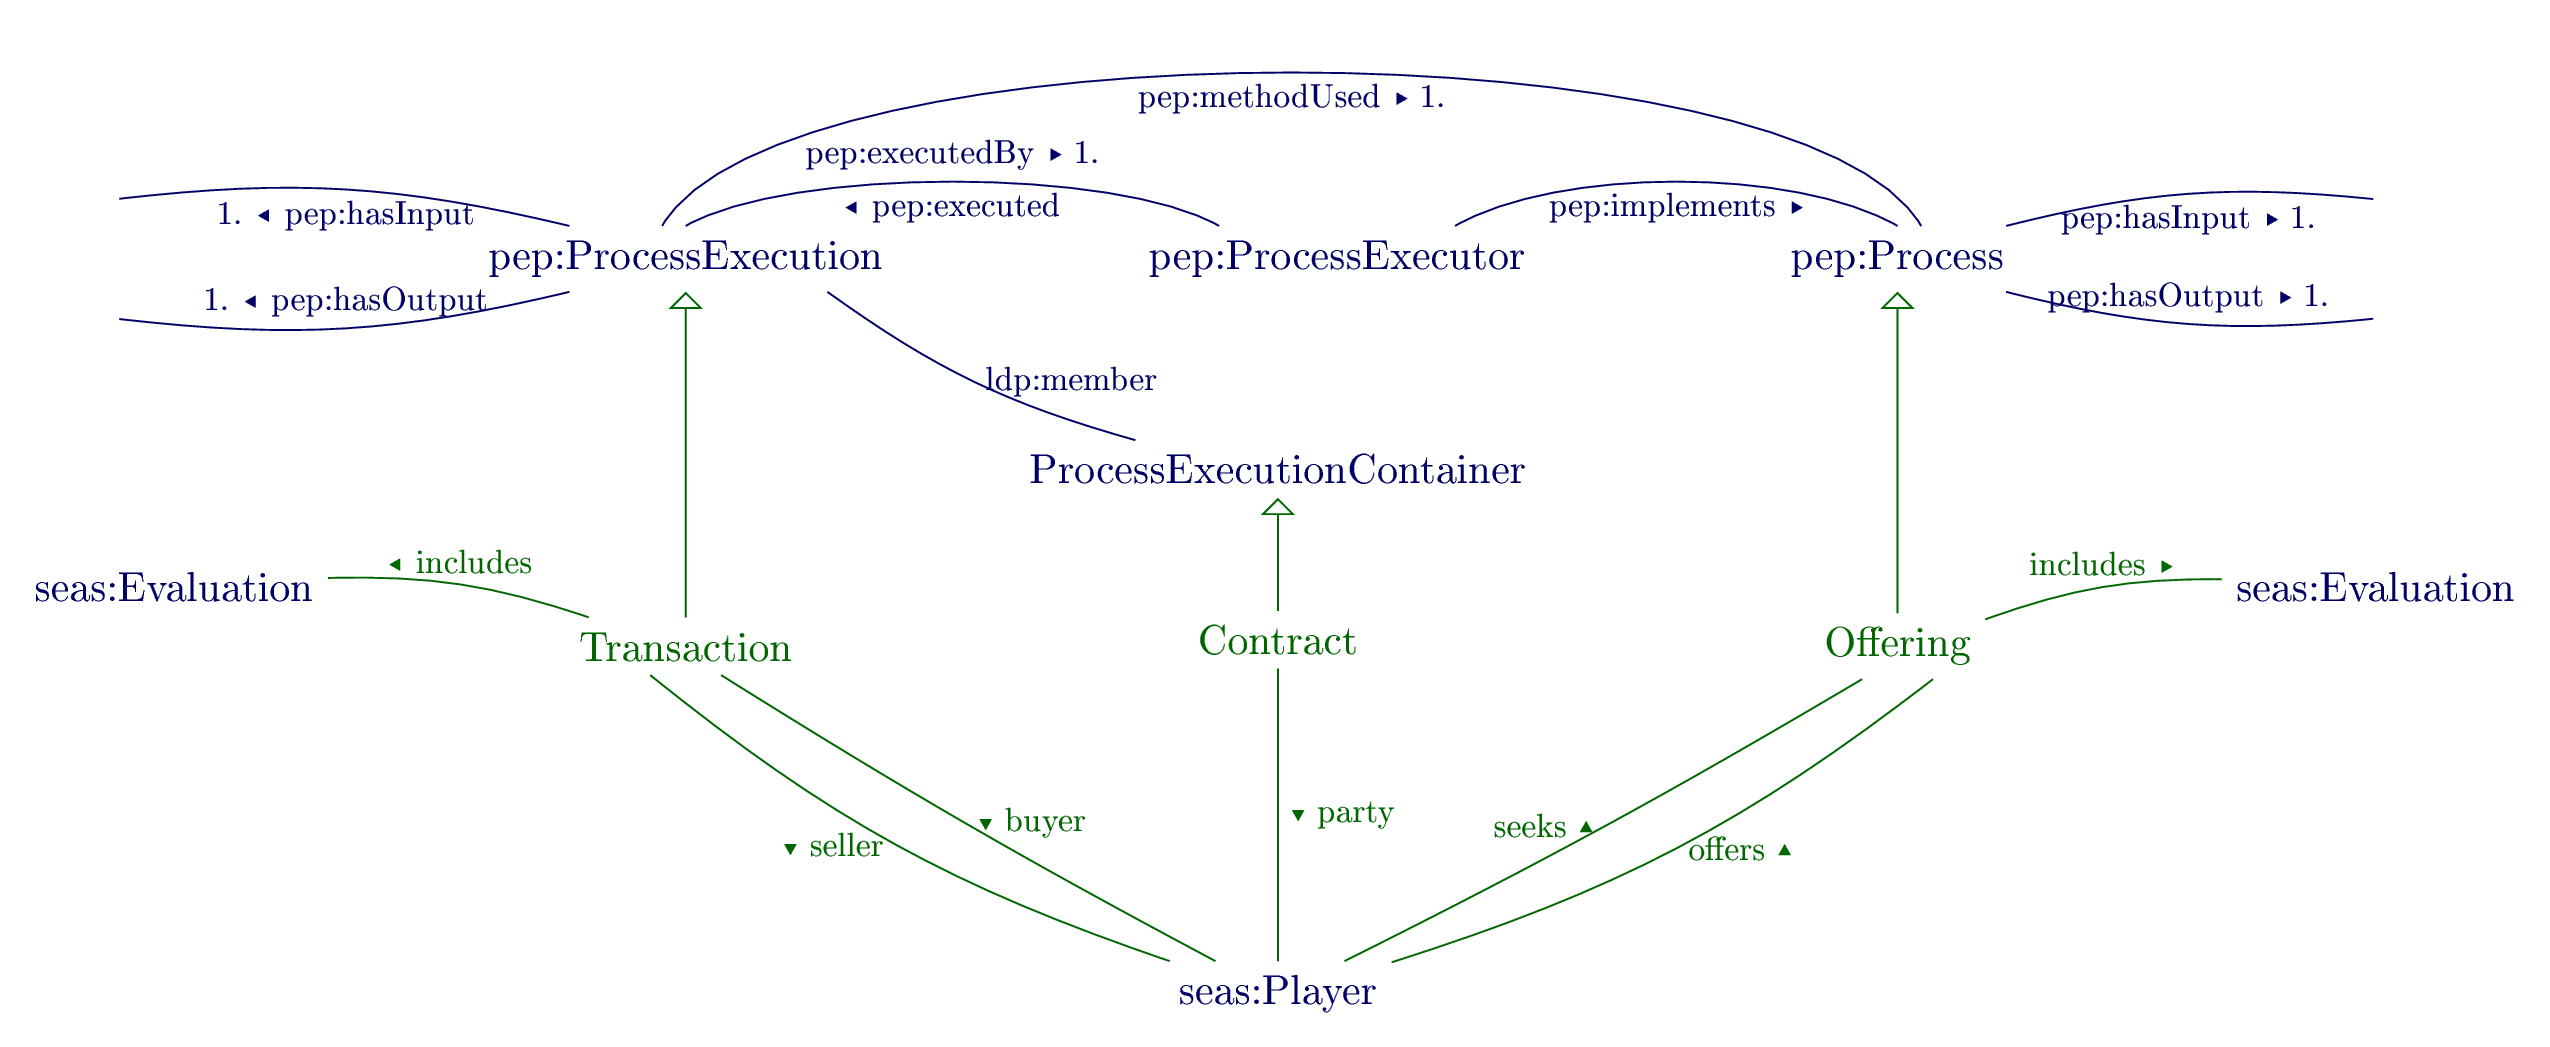 pep:methodUsed ▸ 1.
pep:executedBy ▸ 1.
◂ pep:executed
pep:implements ▸
1. ◂ pep:hasInput
pep:hasInput ▸ 1.
pep:ProcessExecution
pep:ProcessExecutor
pep:Process
1. ◂ pep:hasOutput
pep:hasOutput ▸ 1.
ldp:member
ProcessExecutionContainer
◂ includes
includes ▸
seas:Evaluation
seas:Evaluation
Transaction
Contract
Offering
▾ seller
▾ buyer
▾ party
seeks ▴
offers ▴
seas:Player